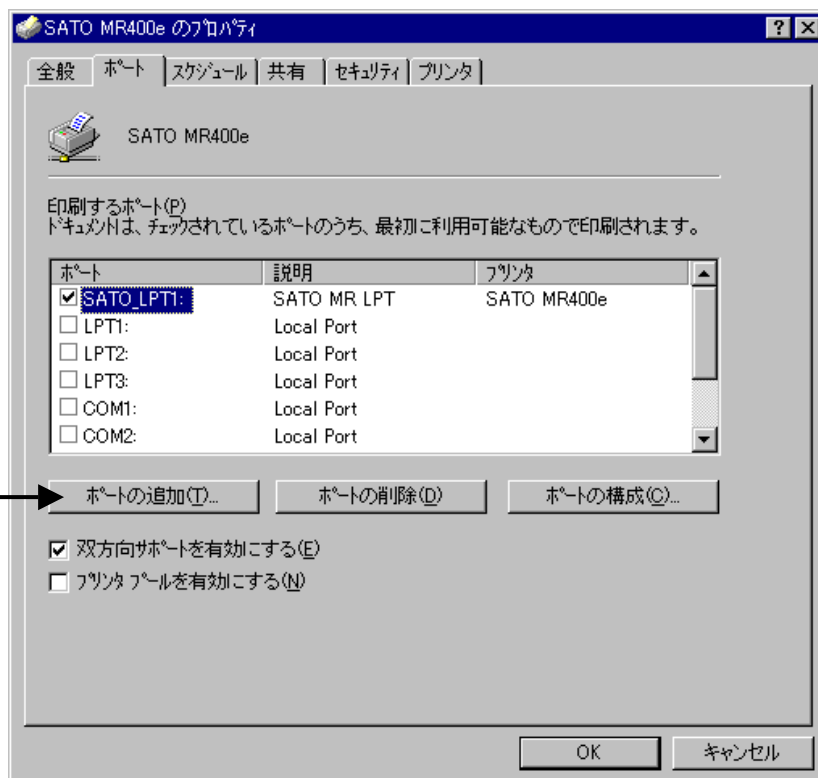 SATO MR400e のプロパティ
全般 ポート スケジュール 共有 セキュリティ プリンタ
SATO MR400e
印刷するポート(P)
ドキュメントは、チェックされているポートのうち、最初に利用可能なもので印刷されます。
ポート 説明 プリンタ
SATO_LPT1: SATO MR LPT SATO MR400e
LPT1: Local Port
LPT2: Local Port
LPT3: Local Port
COM1: Local Port
COM2: Local Port
ポートの追加(T)... ポートの削除(D) ポートの構成(C)...
双方向サポートを有効にする(E)
プリンタ プールを有効にする(N)
OK キャンセル